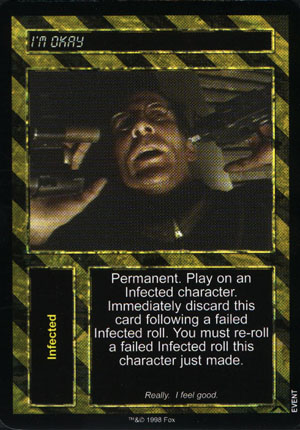 I'M OKAY
Infected
Permanent. Play on an
Infected character.
Immediately discard this
card following a failed
Infected roll. You must re-roll
a failed Infected roll this
character just made.
Really. I feel good.
™&© 1998 Fox
EVENT